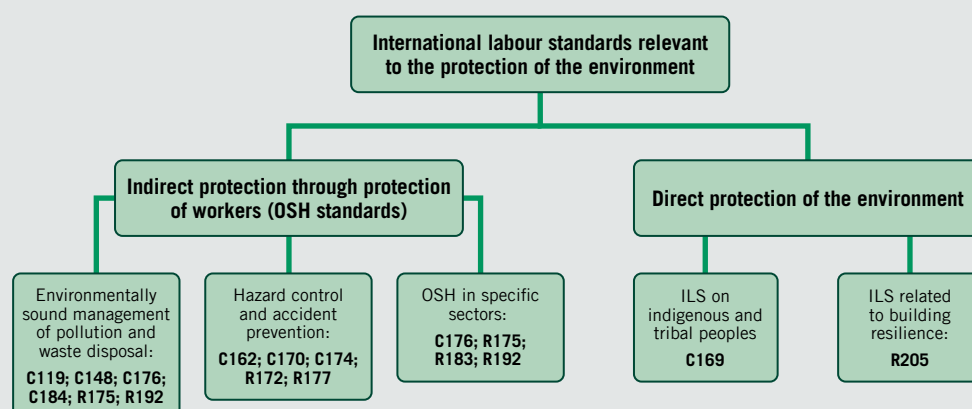 International labour standards relevant
to the protection of the environment
Indirect protection through protection
of workers (OSH standards)
Direct protection of the environment
Environmentally
sound management
of pollution and
waste disposal:
C119; C148; C176;
C184; R175; R192
Hazard control
and accident
prevention:
C162; C170; C174;
R172; R177
OSH in specific
sectors:
C176; R175;
R183; R192
ILS on
indigenous and
tribal peoples
C169
ILS related
to building
resilience:
R205